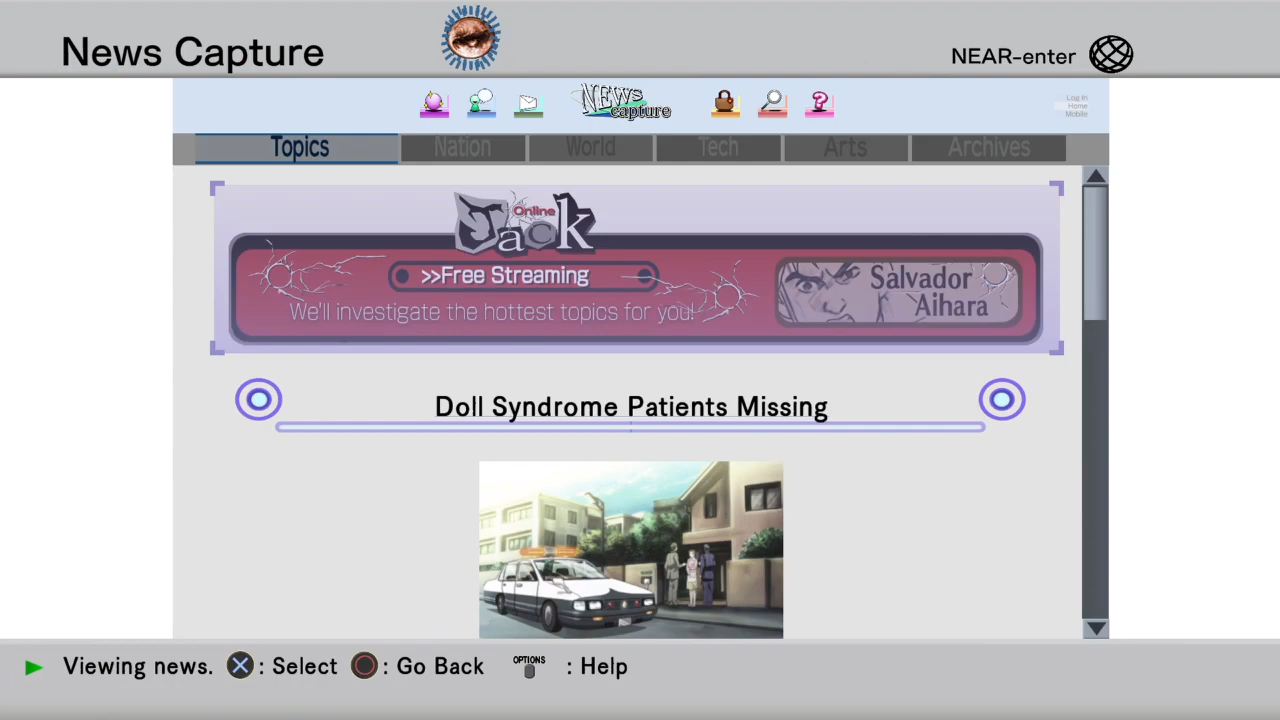 News Capture
NEAR-enter
NEWS
capture
Log In
Home
Mobile
Topics
Nation
World
Tech
Arts
Archives
Online
Jack
>>Free Streaming
We'll investigate the hottest topics for you!
Salvador
Aihara
Doll Syndrome Patients Missing
Viewing news.
: Select
: Go Back
OPTIONS
: Help